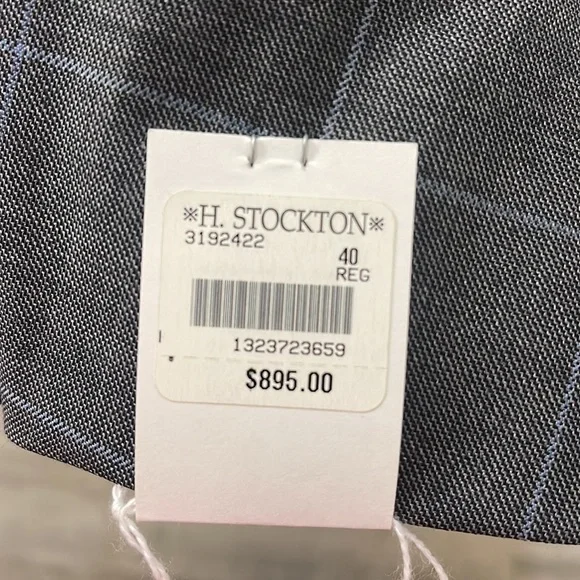 ※H. STOCKTON※
3192422
40
REG
1323723659
$895.00